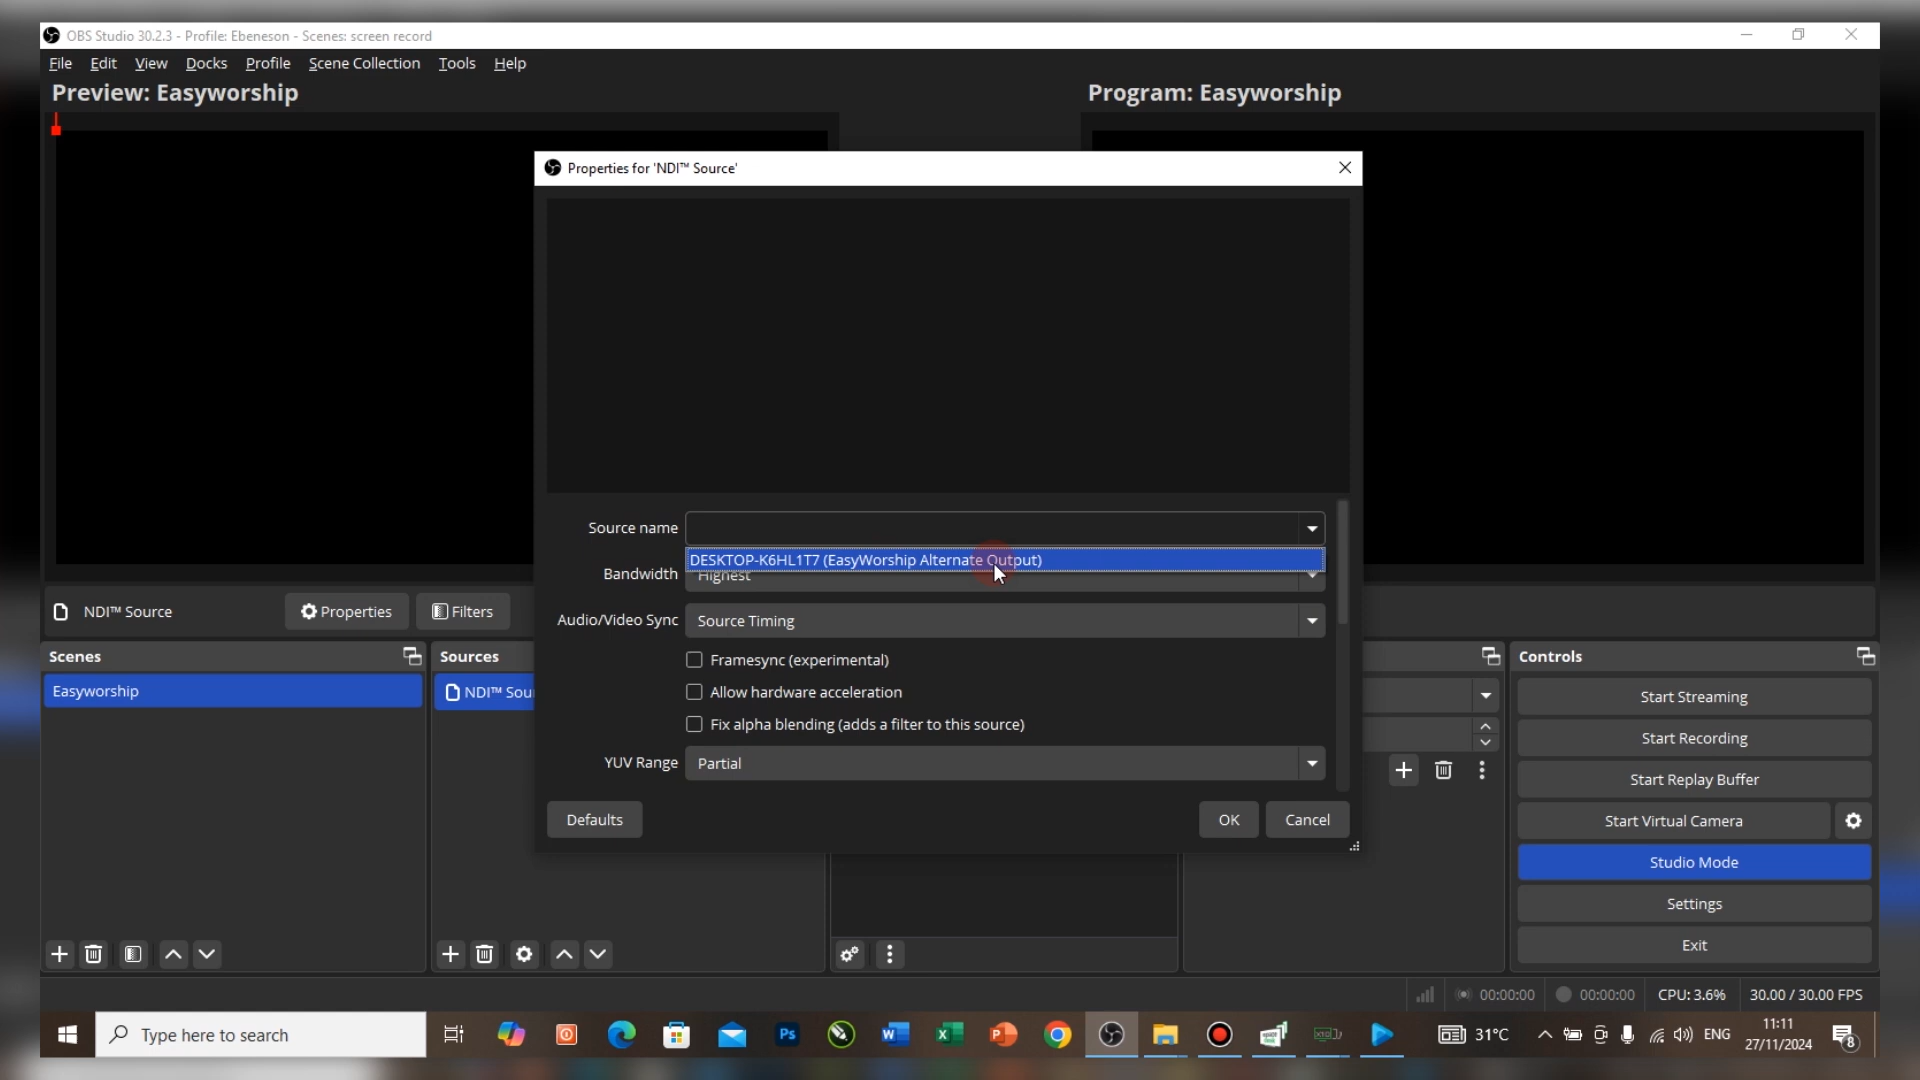 OBS Studio 30.2.3 - Profile: Ebeneson - Scenes: screen record
File Edit View Docks Profile Scene Collection Tools Help
Preview: Easyworship
Program: Easyworship
Properties for 'NDI™ Source'
Source name
DESKTOP-K6HL1T7 (EasyWorship Alternate Output)
Bandwidth Highest
Audio/Video Sync Source Timing
Framesync (experimental)
Allow hardware acceleration
Fix alpha blending (adds a filter to this source)
YUV Range Partial
Defaults OK Cancel
NDI™ Source Properties Filters
Scenes
Easyworship
Sources
NDI™ Sou
Controls
Start Streaming
Start Recording
Start Replay Buffer
Start Virtual Camera
Studio Mode
Settings
Exit
00:00:00 00:00:00 CPU: 3.6% 30.00 / 30.00 FPS
Type here to search
Ps
31°C ENG
11:11
27/11/2024
8